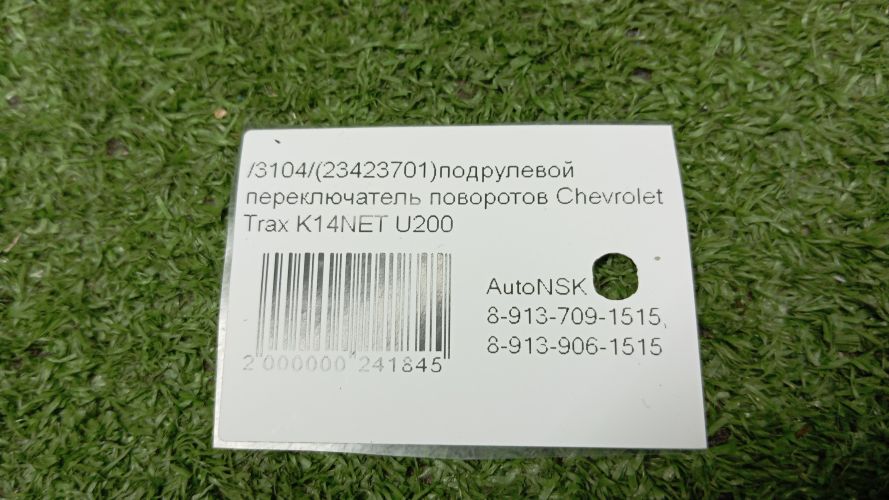 /3104/(23423701)подрулевой
переключатель поворотов Chevrolet
Trax K14NET U200
AutoNSK
8-913-709-1515,
8-913-906-1515
2 000000 241845